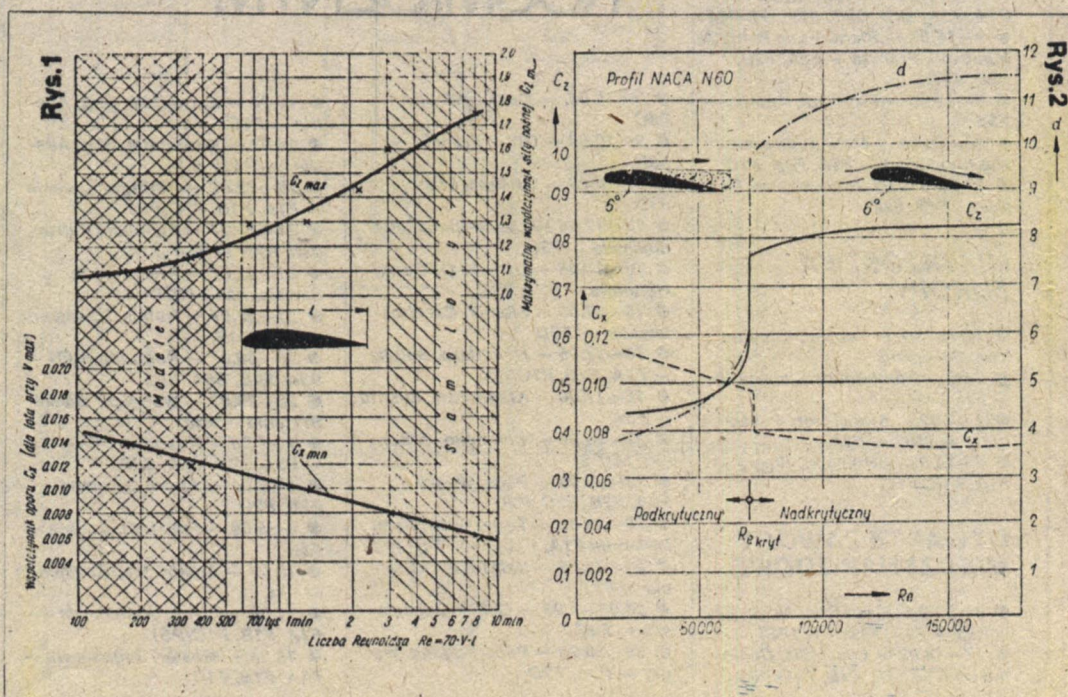 Rys.1
2,0
1,9
1,8
1,7
1,6
1,5
1,4
1,3
1,2
1,1
1,0
Maksymalny współczynnik siły nośnej Cz m
Cz max
Modele
Samoloty
l
Cx min
0,020
0,018
0,016
0,014
0,012
0,010
0,008
0,006
0,004
współczynnik oporu Cx (dla lotu przy V max)
100 200 300 400 500 700 tys 1mln 2 3 4 5 6 7 8 10 mln
Liczba Reynoldsa Re=70·V·l
Rys.2
Profil NACA N60
Cz
1,0
0,9
0,8
0,7
0,6
0,5
0,4
0,3
0,2
0,1
0
Cx
0,12
0,10
0,08
0,06
0,04
0,02
0
12
11
10
9
8
7
6
5
4
3
2
1
d
d
6°
6°
Cz
Cx
Podkrytyczny
Nadkrytyczny
Re kryt
Re
50000 100000 150000